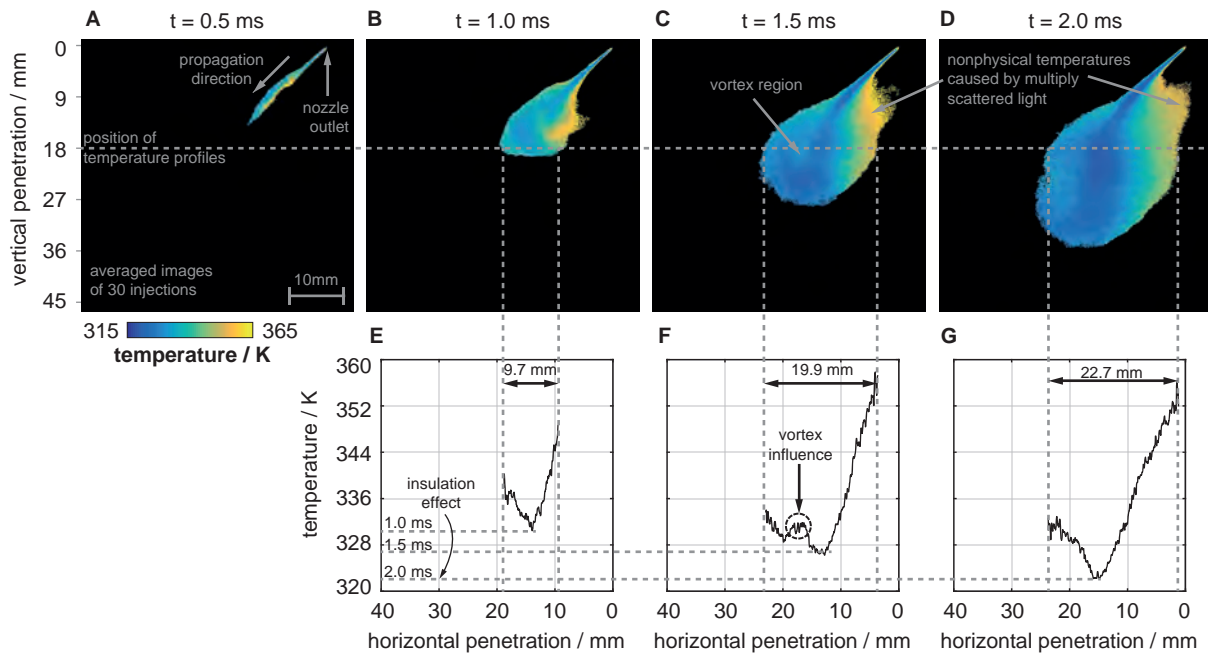 A
t = 0.5 ms
B
t = 1.0 ms
C
t = 1.5 ms
D
t = 2.0 ms
vertical penetration / mm
0
9
18
27
36
45
propagation
direction
nozzle
outlet
position of
temperature profiles
averaged images
of 30 injections
10mm
vortex region
nonphysical temperatures
caused by multiply
scattered light
315
365
temperature / K
E
F
G
temperature / K
360
352
344
336
328
320
9.7 mm
insulation
effect
1.0 ms
1.5 ms
2.0 ms
40
30
20
10
0
horizontal penetration / mm
19.9 mm
vortex
influence
40
30
20
10
0
horizontal penetration / mm
22.7 mm
40
30
20
10
0
horizontal penetration / mm